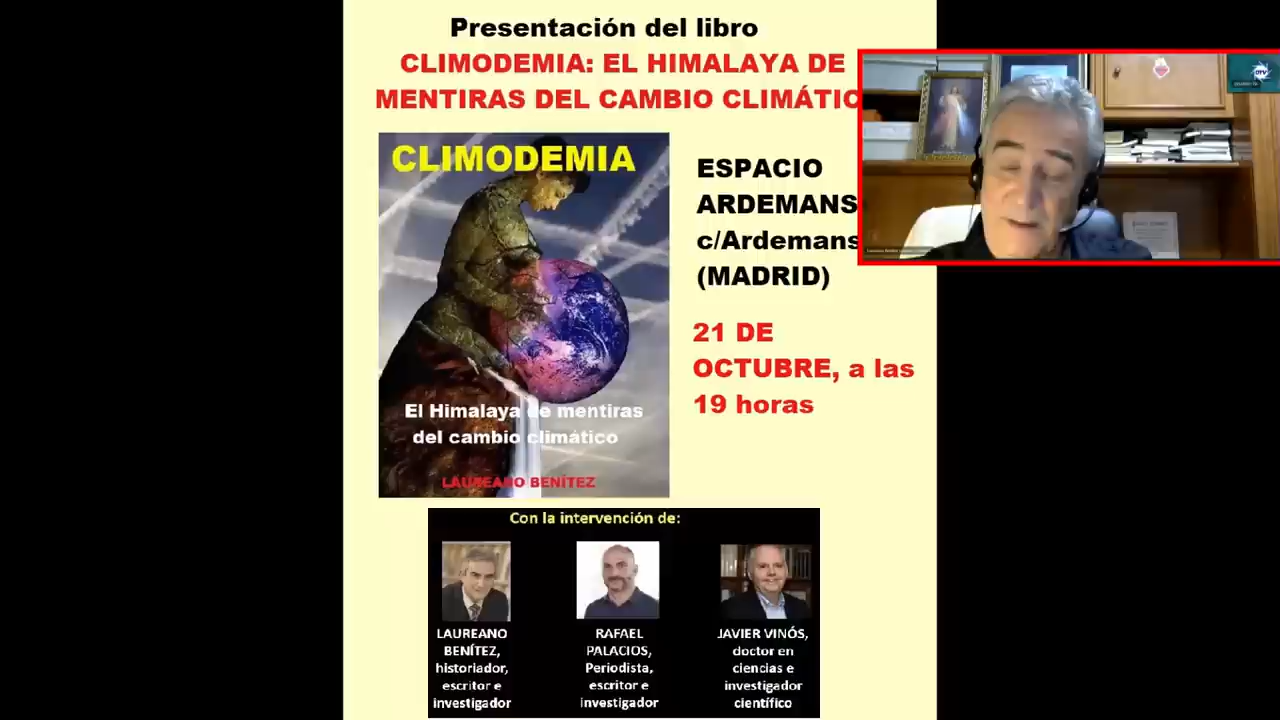 Presentación del libro
CLIMODEMIA: EL HIMALAYA DE
MENTIRAS DEL CAMBIO CLIMÁTIC
CLIMODEMIA
El Himalaya de mentiras
del cambio climático
LAUREANO BENÍTEZ
ESPACIO
ARDEMANS
c/Ardemans
(MADRID)
21 DE
OCTUBRE, a las
19 horas
Con la intervención de:
LAUREANO
BENÍTEZ,
historiador,
escritor e
investigador
RAFAEL
PALACIOS,
Periodista,
escritor e
investigador
JAVIER VINÓS,
doctor en
ciencias e
investigador
científico